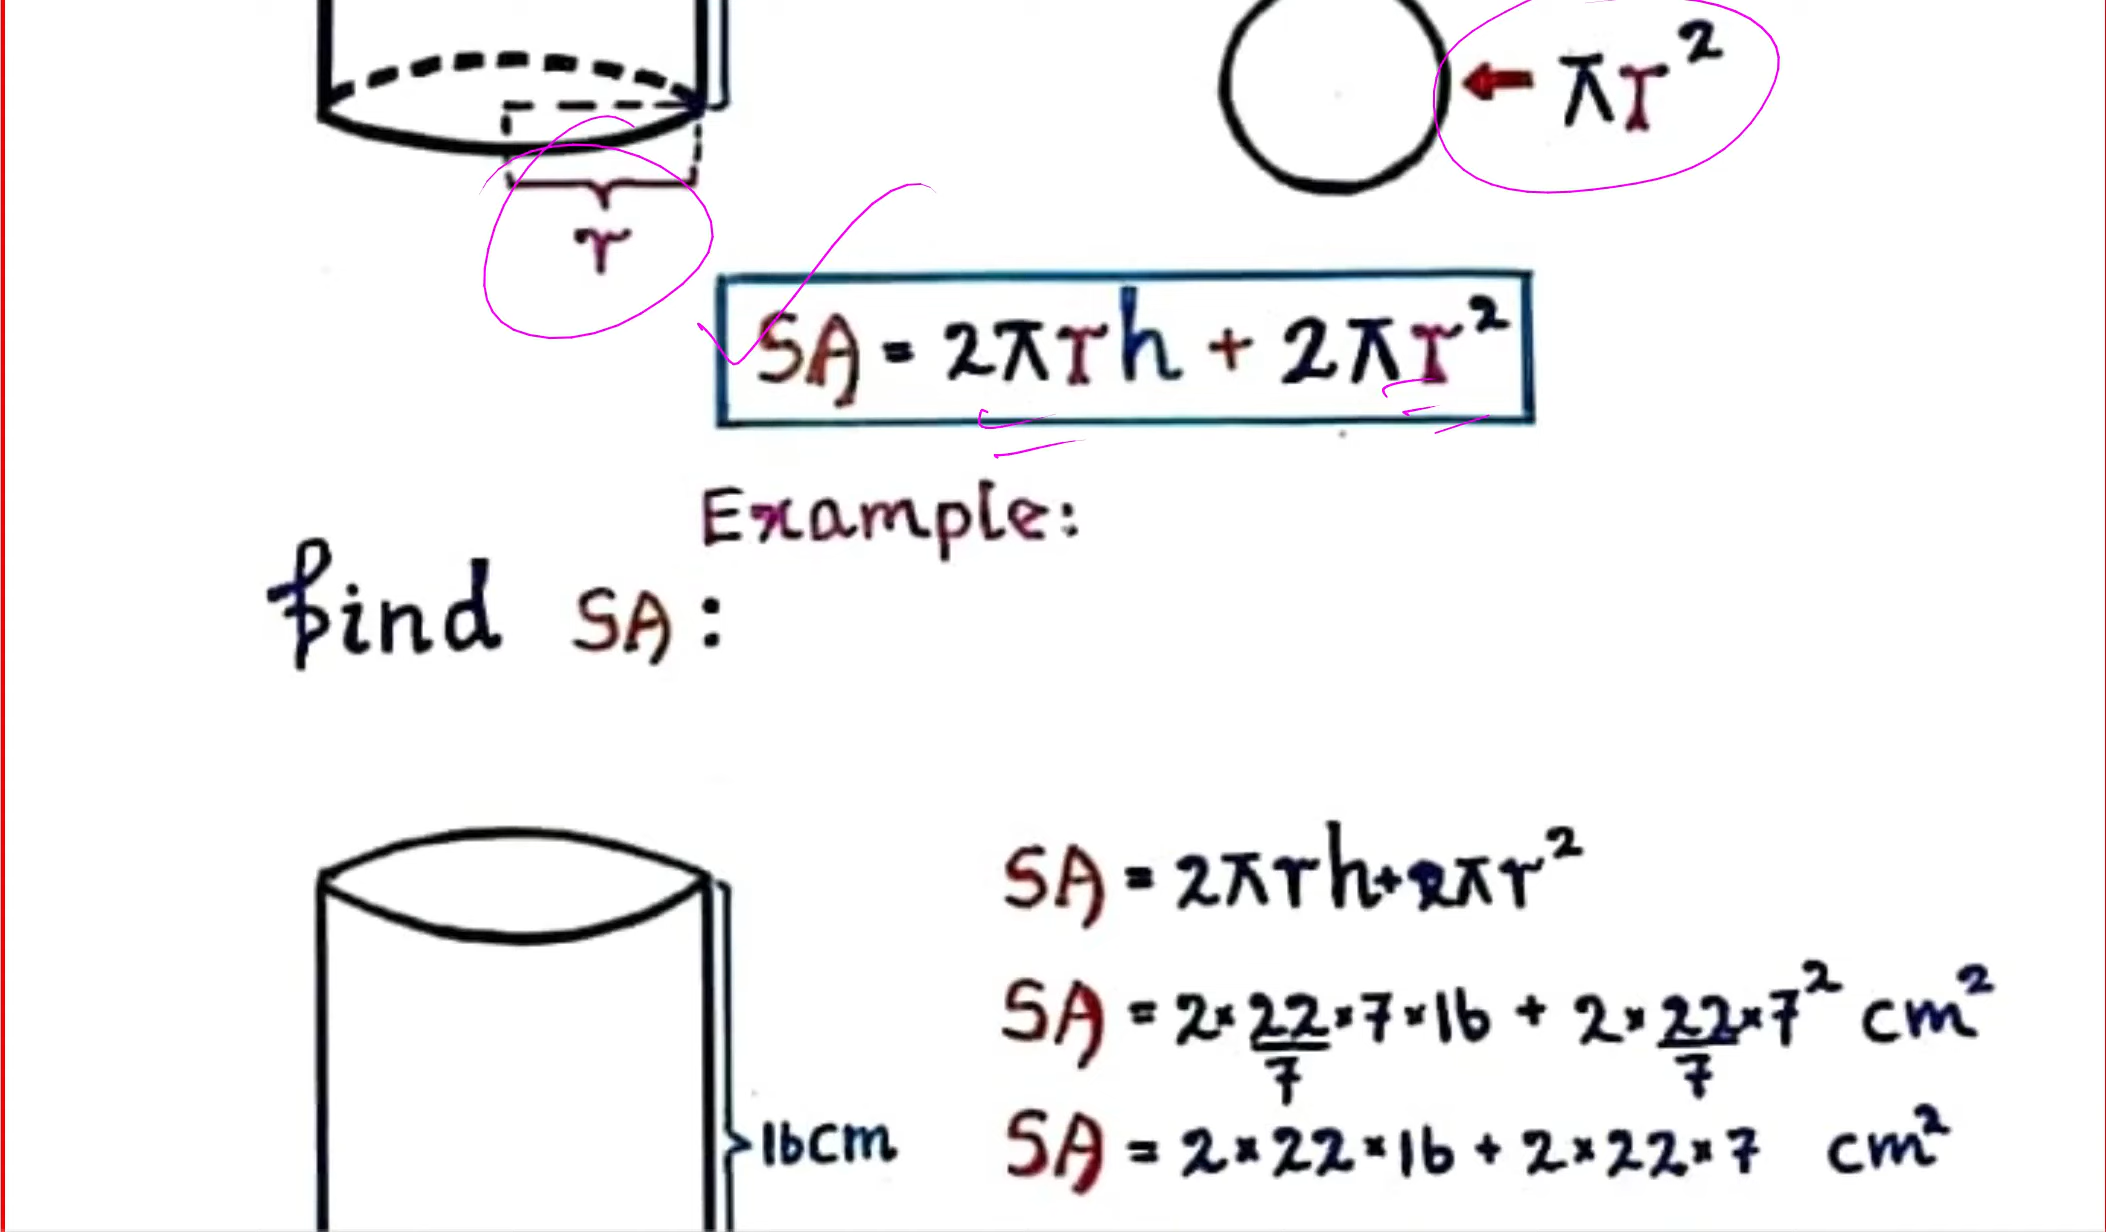 πr²
r
SA = 2πrh + 2πr²
Example:
find SA:
SA = 2πrh+2πr²
SA = 2×22/7×7×16 + 2×22/7×7² cm²
16cm
SA = 2×22×16 + 2×22×7 cm²